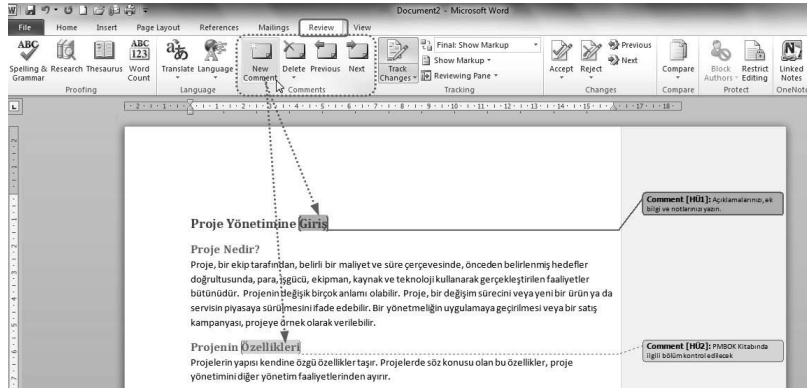 Document2 - Microsoft Word
File Home Insert Page Layout References Mailings Review View
ABC
Spelling & Grammar
Research
Thesaurus
ABC 123
Word Count
Proofing
Translate
Language
Language
New Comment
Delete
Previous
Next
Comments
Track Changes
Final: Show Markup
Show Markup
Reviewing Pane
Tracking
Accept
Reject
Previous
Next
Changes
Compare
Compare
Block Authors
Restrict Editing
Protect
Linked Notes
OneNote
Proje Yönetimine Giriş
Comment [HÜ1]: Açıklamalarınızı, ek
bilgi ve notlarınızı yazın.
Proje Nedir?
Proje, bir ekip tarafından, belirli bir maliyet ve süre çerçevesinde, önceden belirlenmiş hedefler
doğrultusunda, para, işgücü, ekipman, kaynak ve teknoloji kullanarak gerçekleştirilen faaliyetler
bütünüdür. Projenin değişik birçok anlamı olabilir. Proje, bir değişim sürecini veya yeni bir ürün ya da
servisin piyasaya sürülmesini ifade edebilir. Bir yönetmeliğin uygulamaya geçirilmesi veya bir satış
kampanyası, projeye örnek olarak verilebilir.
Projenin Özellikleri
Comment [HÜ2]: PMBOK Kitabında
ilgili bölüm kontrol edilecek
Projelerin yapısı kendine özgü özellikler taşır. Projelerde söz konusu olan bu özellikler, proje
yönetimini diğer yönetim faaliyetlerinden ayırır.